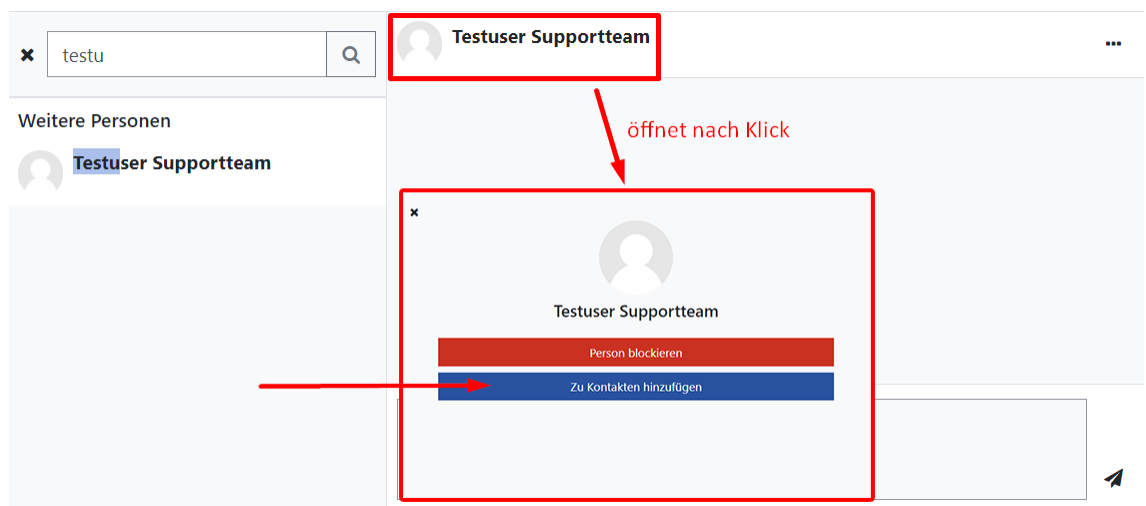 testu
Testuser Supportteam
Weitere Personen
Testuser Supportteam
öffnet nach Klick
Testuser Supportteam
Person blockieren
Zu Kontakten hinzufügen